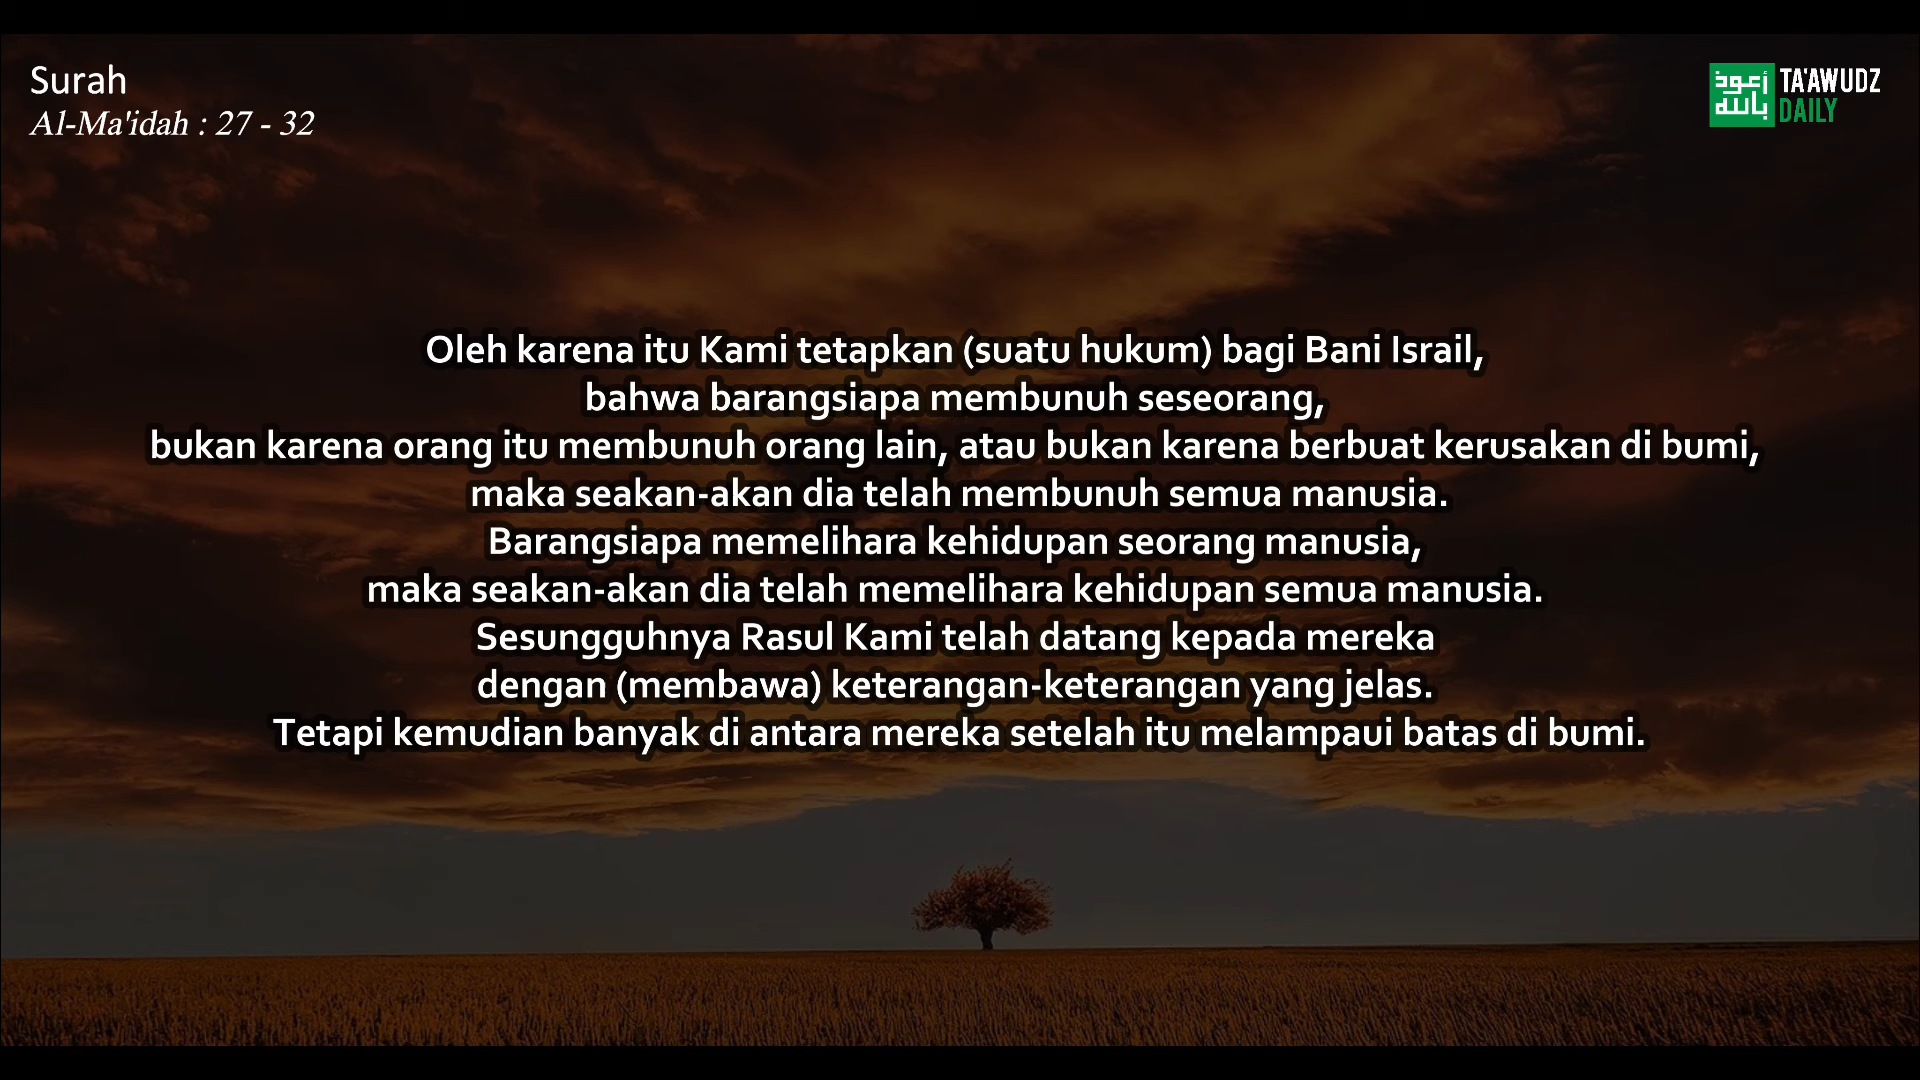 Surah
Al-Ma'idah : 27 - 32
أعوذ
بالله
TA'AWUDZ
DAILY
Oleh karena itu Kami tetapkan (suatu hukum) bagi Bani Israil,
bahwa barangsiapa membunuh seseorang,
bukan karena orang itu membunuh orang lain, atau bukan karena berbuat kerusakan di bumi,
maka seakan-akan dia telah membunuh semua manusia.
Barangsiapa memelihara kehidupan seorang manusia,
maka seakan-akan dia telah memelihara kehidupan semua manusia.
Sesungguhnya Rasul Kami telah datang kepada mereka
dengan (membawa) keterangan-keterangan yang jelas.
Tetapi kemudian banyak di antara mereka setelah itu melampaui batas di bumi.